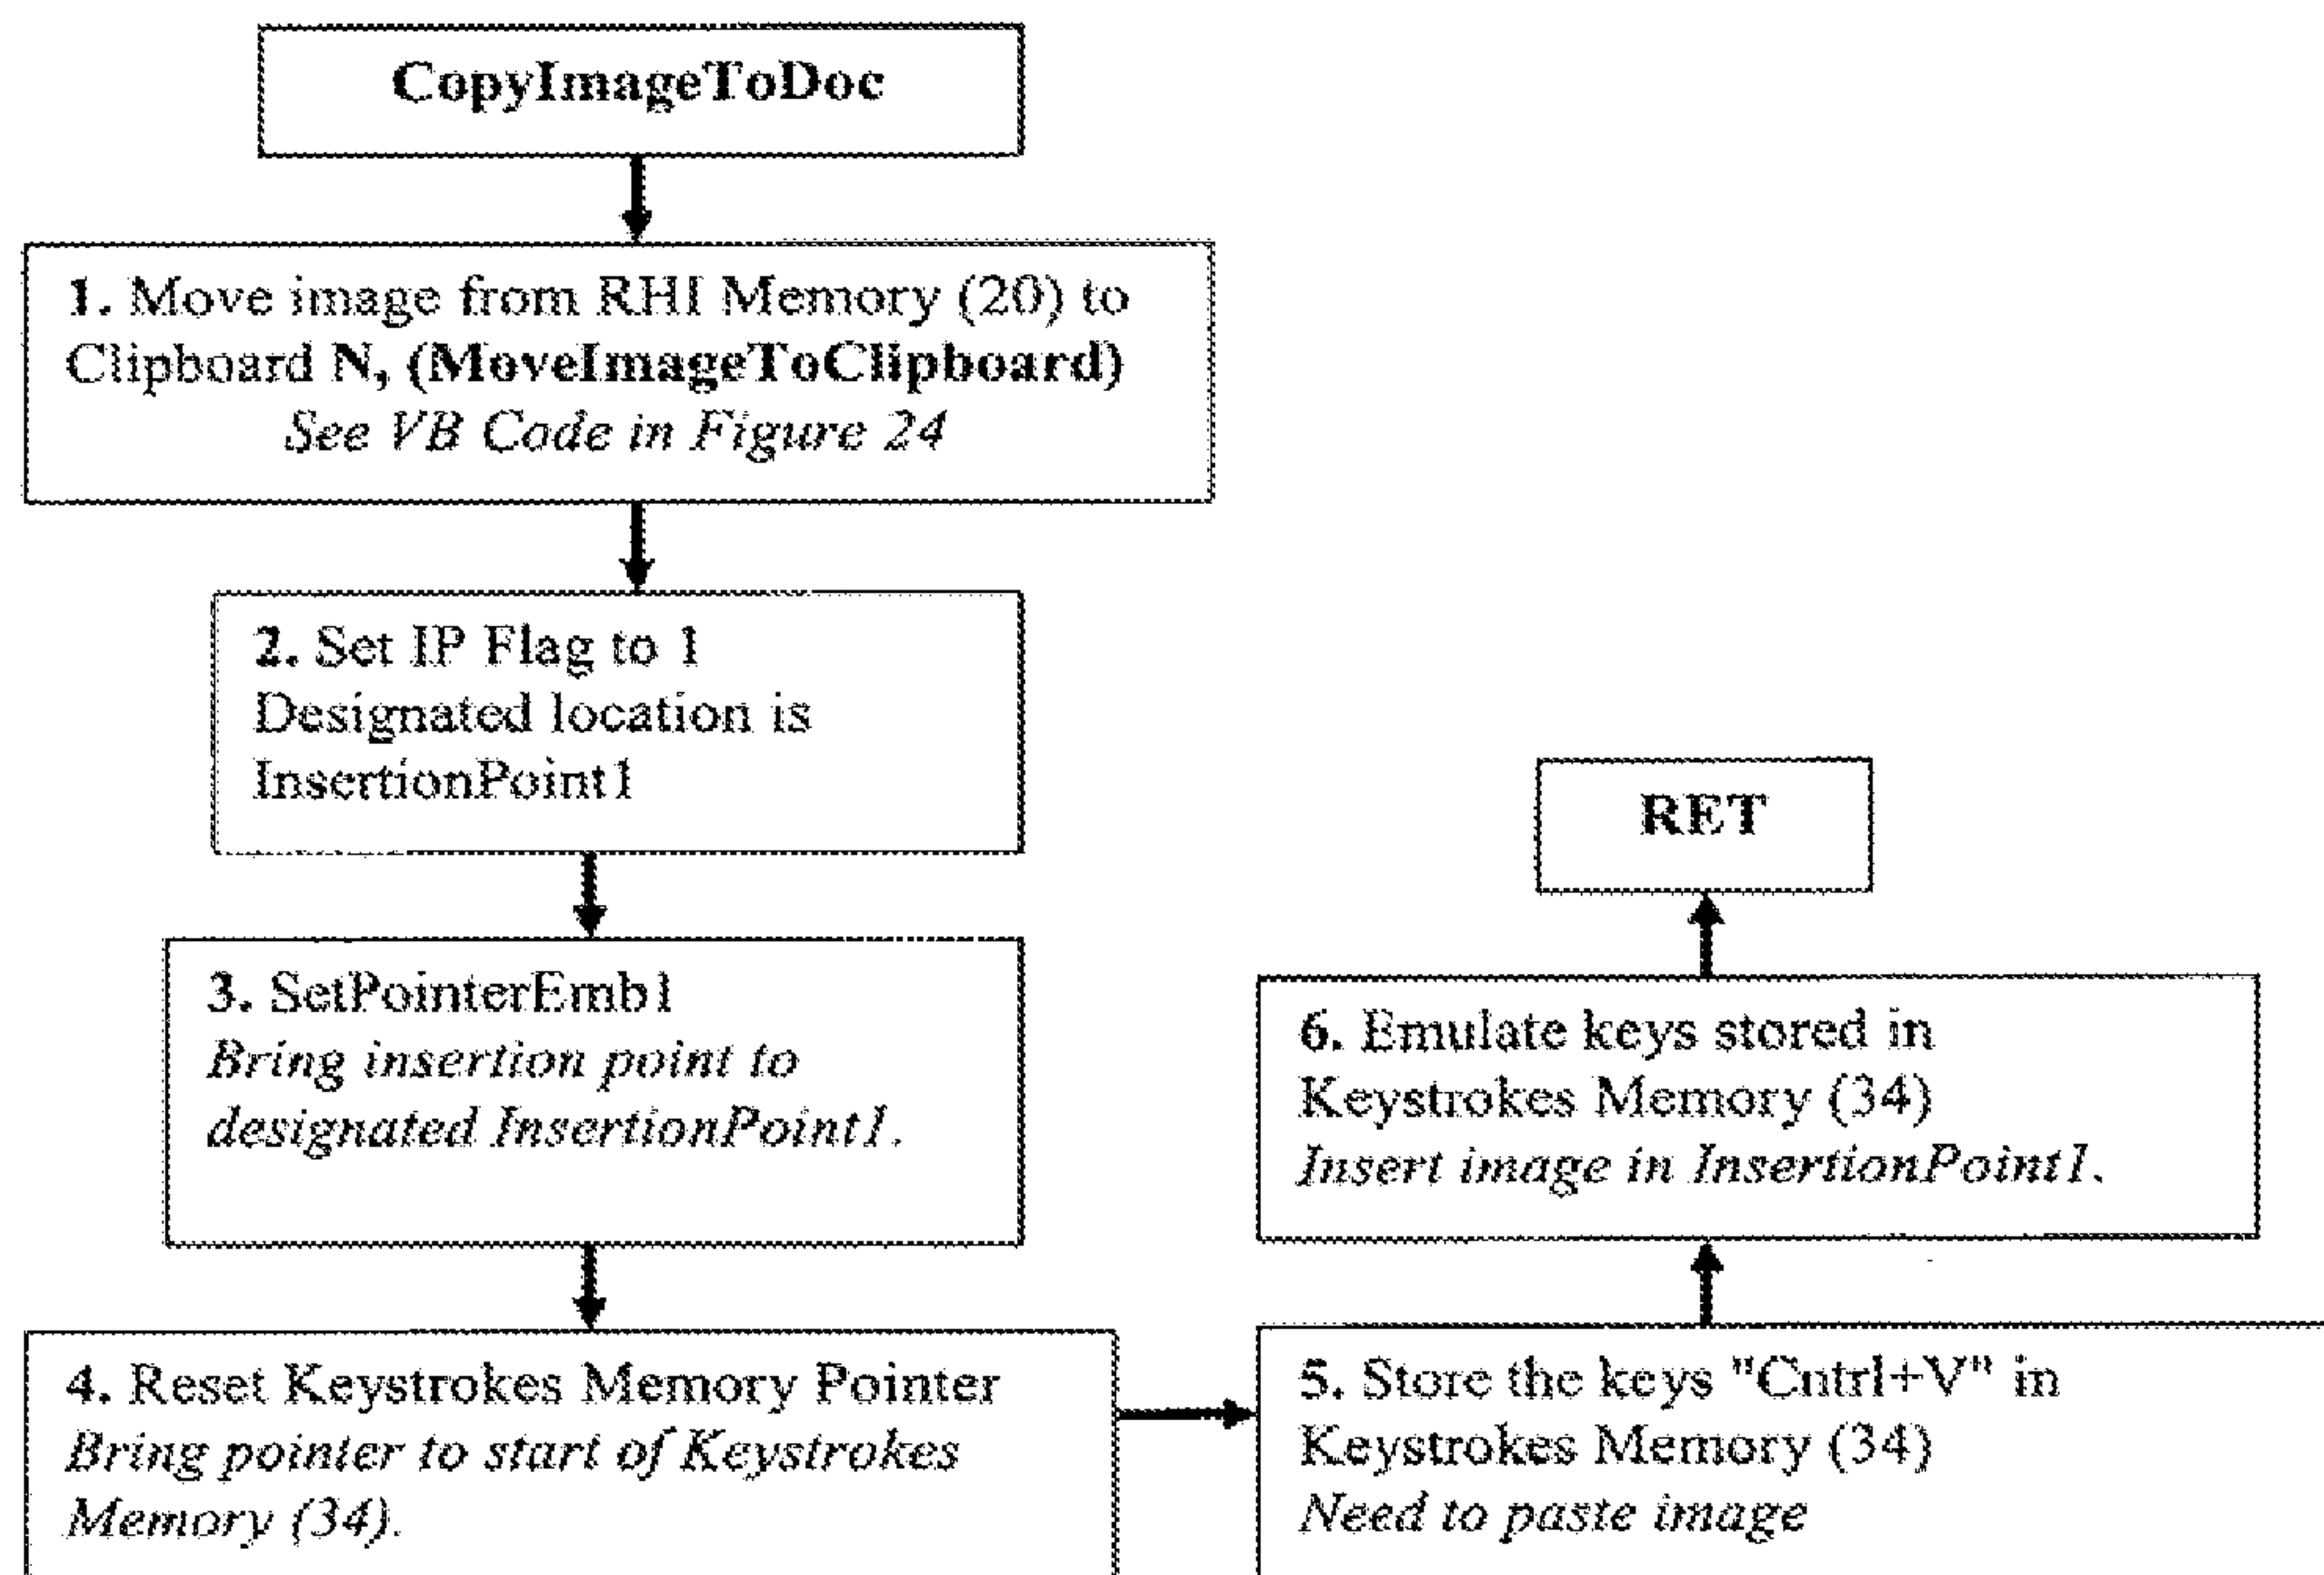 CopyImageToDoc
1. Move image from RHI Memory (20) to
Clipboard N, (MoveImageToClipboard)
See VB Code in Figure 24
2. Set IP Flag to 1
Designated location is
InsertionPoint1
3. SetPointerEmb1
Bring insertion point to
designated InsertionPoint1.
4. Reset Keystrokes Memory Pointer
Bring pointer to start of Keystrokes
Memory (34).
5. Store the keys "Cntrl+V" in
Keystrokes Memory (34)
Need to paste image
6. Emulate keys stored in
Keystrokes Memory (34)
Insert image in InsertionPoint1.
RET